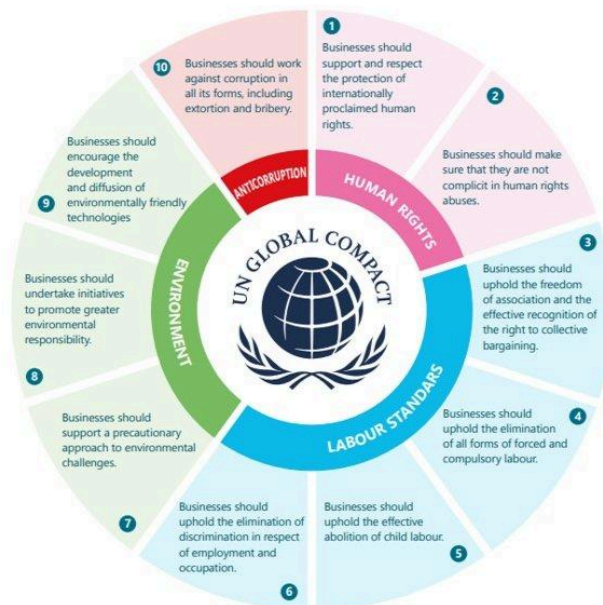 1
Businesses should
support and respect
the protection of
internationally
proclaimed human
rights.
2
Businesses should make
sure that they are not
complicit in human rights
abuses.
3
Businesses should
uphold the freedom
of association and the
effective recognition of
the right to collective
bargaining.
4
Businesses should
uphold the elimination
of all forms of forced and
compulsory labour.
5
Businesses should
uphold the effective
abolition of child labour.
6
Businesses should
uphold the elimination of
discrimination in respect
of employment and
occupation.
7
Businesses should
support a precautionary
approach to environmental
challenges.
8
Businesses should
undertake initiatives
to promote greater
environmental
responsibility.
9
Businesses should
encourage the
development
and diffusion of
environmentally friendly
technologies
10
Businesses should work
against corruption in
all its forms, including
extortion and bribery.
HUMAN RIGHTS
LABOUR STANDARS
ENVIRONMENT
ANTICORRUPTION
UN GLOBAL COMPACT